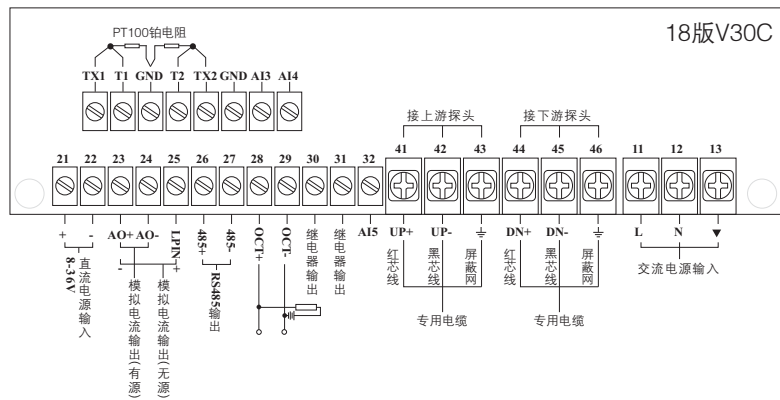 18版V30C
PT100铂电阻
TX1 T1 GND T2 TX2 GND AI3 AI4
接上游探头 接下游探头
21 22 23 24 25 26 27 28 29 30 31 32 41 42 43 44 45 46 11 12 13
+ - AO+ AO- LPIN 485+ 485- OCT+ OCT- 继电器输出 继电器输出 AI5 UP+ UP- DN+ DN- L N
- +
8-36V
直流电源输入
模拟电流输出(有源)
模拟电流输出(无源)
RS485输出
红芯线 黑芯线 屏蔽网 红芯线 黑芯线 屏蔽网
交流电源输入
专用电缆 专用电缆